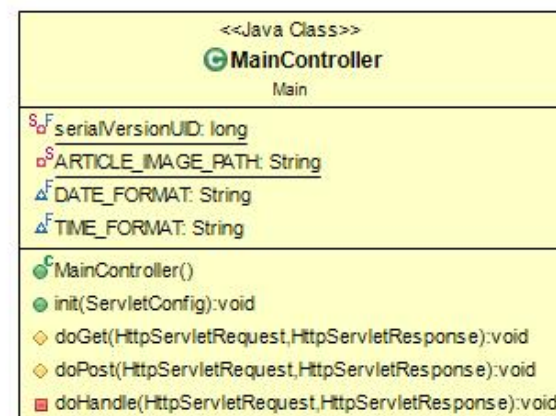 <<Java Class>>
C MainController
Main
S F serialVersionUID: long
S ARTICLE_IMAGE_PATH: String
F DATE_FORMAT: String
F TIME_FORMAT: String
C MainController()
init(ServletConfig):void
doGet(HttpServletRequest,HttpServletResponse):void
doPost(HttpServletRequest,HttpServletResponse):void
doHandle(HttpServletRequest,HttpServletResponse):void